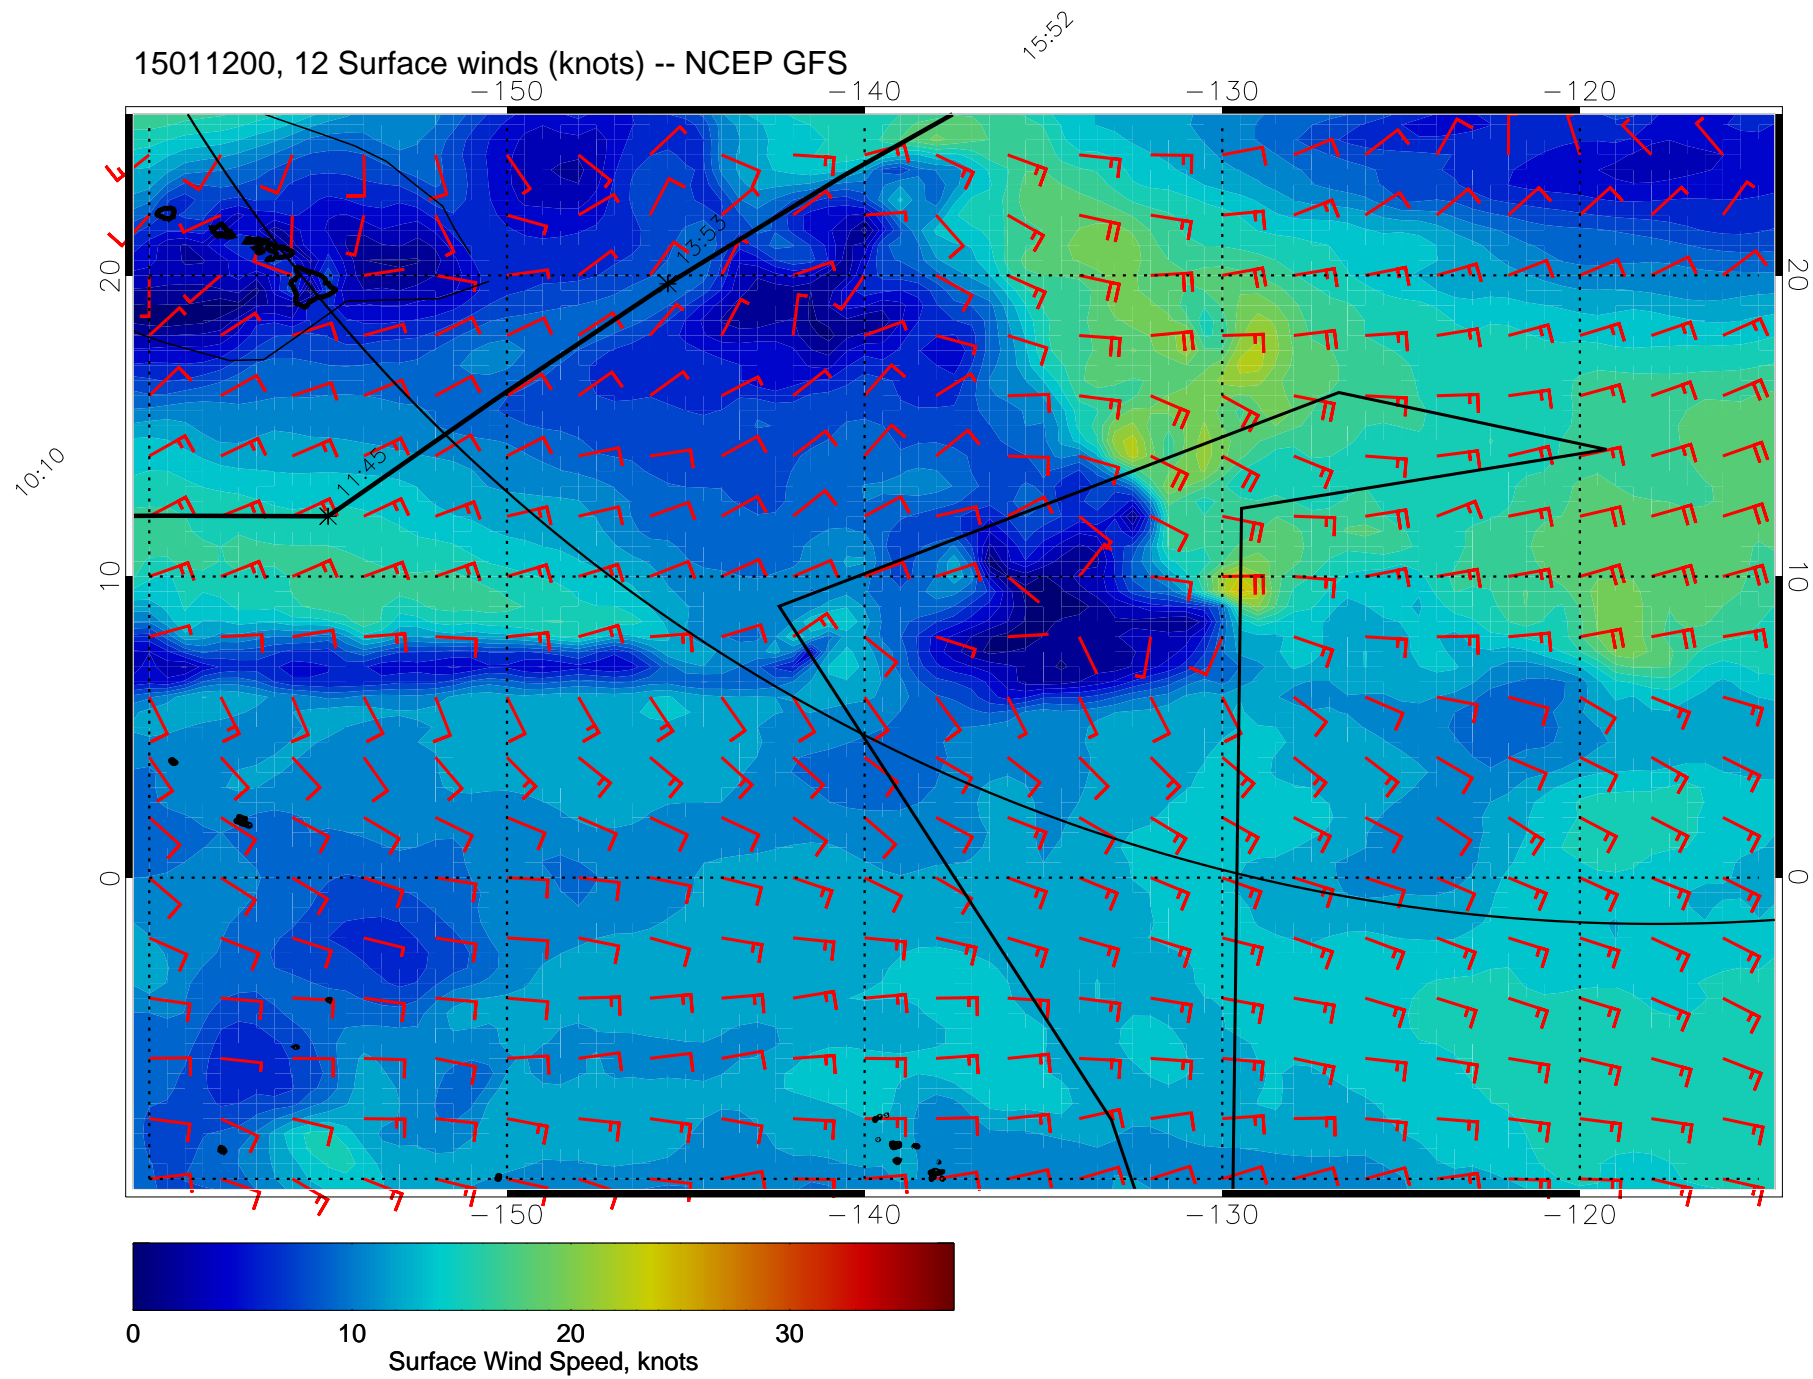 15:52
15011200, 12 Surface winds (knots) -- NCEP GFS
-150 -140 -130 -120
13:53
20 20
11:45
10:10
10 10
0 0
-150 -140 -130 -120
0 10 20 30
Surface Wind Speed, knots